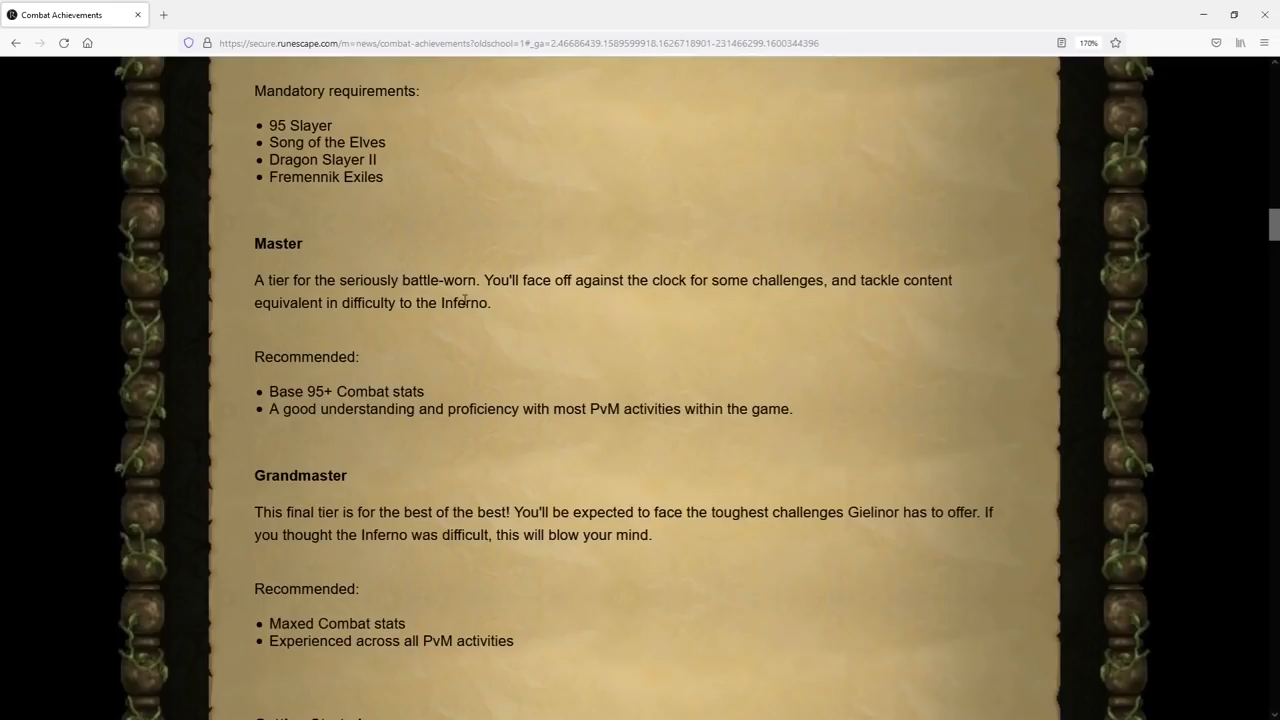 Combat Achievements
https://secure.runescape.com/m=news/combat-achievements?oldschool=1#_ga=2.46686439.1589599918.1626718901-231466299.1600344396
170%
Mandatory requirements:
• 95 Slayer
• Song of the Elves
• Dragon Slayer II
• Fremennik Exiles
Master
A tier for the seriously battle-worn. You'll face off against the clock for some challenges, and tackle content
equivalent in difficulty to the Inferno.
Recommended:
• Base 95+ Combat stats
• A good understanding and proficiency with most PvM activities within the game.
Grandmaster
This final tier is for the best of the best! You'll be expected to face the toughest challenges Gielinor has to offer. If
you thought the Inferno was difficult, this will blow your mind.
Recommended:
• Maxed Combat stats
• Experienced across all PvM activities